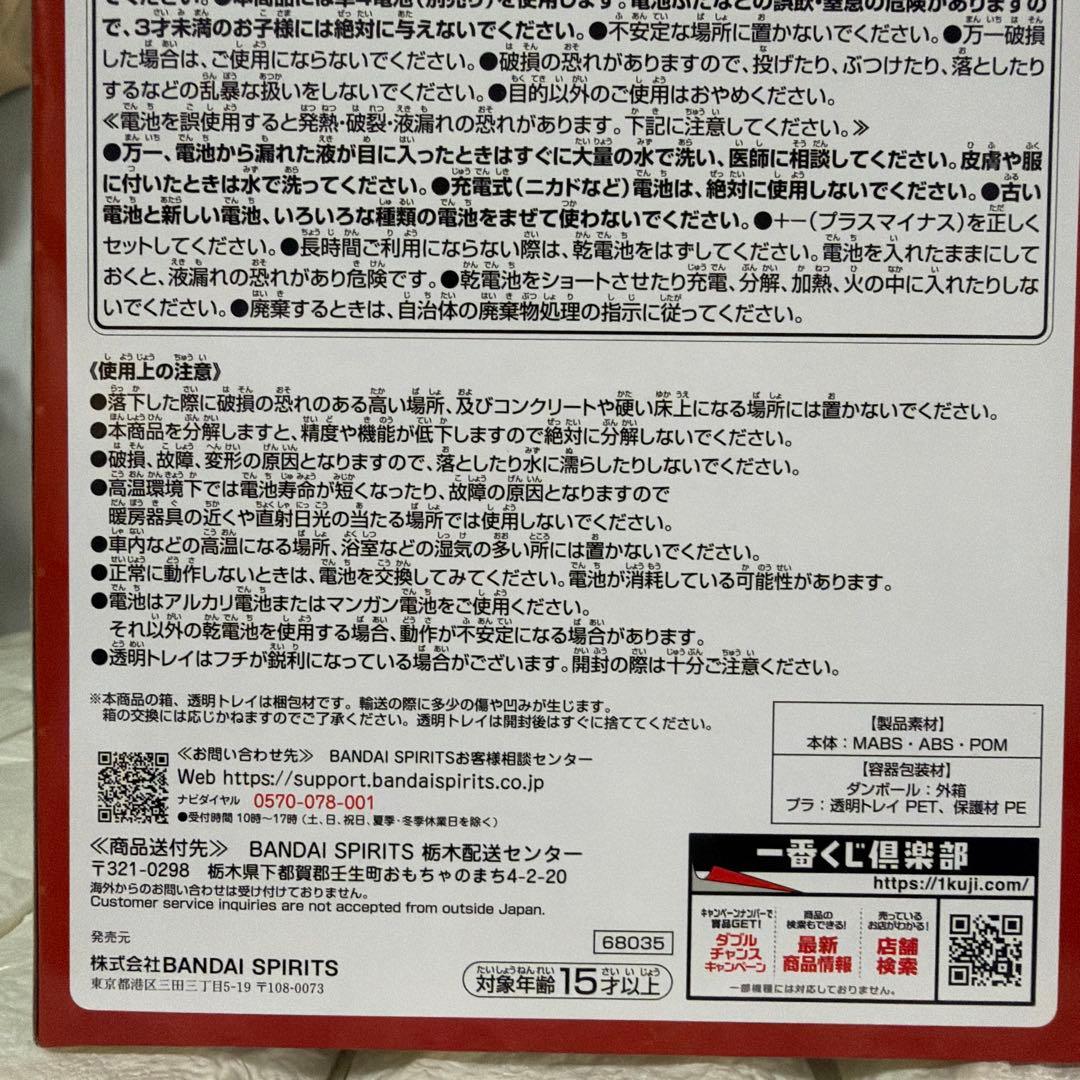 で、3才未満のお子様には絶対に与えないでください。●不安定な場所に置かないでください。●万一破損
した場合は、ご使用にならないでください。●破損の恐れがありますので、投げたり、ぶつけたり、落としたり
するなどの乱暴な扱いをしないでください。●目的以外のご使用はおやめください。
≪電池を誤使用すると発熱・破裂・液漏れの恐れがあります。下記に注意してください。≫
●万一、電池から漏れた液が目に入ったときはすぐに大量の水で洗い、医師に相談してください。皮膚や服
に付いたときは水で洗ってください。●充電式(ニカドなど)電池は、絶対に使用しないでください。●古い
電池と新しい電池、いろいろな種類の電池をまぜて使わないでください。●+−(プラスマイナス)を正しく
セットしてください。●長時間ご利用にならない際は、乾電池をはずしてください。電池を入れたままにして
おくと、液漏れの恐れがあり危険です。●乾電池をショートさせたり充電、分解、加熱、火の中に入れたりしな
いでください。●廃棄するときは、自治体の廃棄物処理の指示に従ってください。
《使用上の注意》
●落下した際に破損の恐れのある高い場所、及びコンクリートや硬い床上になる場所には置かないでください。
●本商品を分解しますと、精度や機能が低下しますので絶対に分解しないでください。
●破損、故障、変形の原因となりますので、落としたり水に濡らしたりしないでください。
●高温環境下では電池寿命が短くなったり、故障の原因となりますので
暖房器具の近くや直射日光の当たる場所では使用しないでください。
●車内などの高温になる場所、浴室などの湿気の多い所には置かないでください。
●正常に動作しないときは、電池を交換してみてください。電池が消耗している可能性があります。
●電池はアルカリ電池またはマンガン電池をご使用ください。
それ以外の乾電池を使用する場合、動作が不安定になる場合があります。
●透明トレイはフチが鋭利になっている場合がございます。開封の際は十分ご注意ください。
※本商品の箱、透明トレイは梱包材です。輸送の際に多少の傷や凹みが生じます。
箱の交換には応じかねますのでご了承ください。透明トレイは開封後はすぐに捨ててください。
【製品素材】
本体：MABS・ABS・POM
【容器包装材】
ダンボール：外箱
プラ：透明トレイ PET、保護材 PE
≪お問い合わせ先≫ BANDAI SPIRITSお客様相談センター
Web https://support.bandaispirits.co.jp
ナビダイヤル 0570-078-001
●受付時間 10時〜17時(土、日、祝日、夏季・冬季休業日を除く)
≪商品送付先≫ BANDAI SPIRITS 栃木配送センター
〒321-0298 栃木県下都賀郡壬生町おもちゃのまち4-2-20
海外からのお問い合わせは受け付けておりません。
Customer service inquiries are not accepted from outside Japan.
発売元
株式会社BANDAI SPIRITS
東京都港区三田三丁目5-19 〒108-0073
68035
対象年齢15才以上
一番くじ倶楽部
https://1kuji.com/
キャンペーンナンバーで
賞品GET!
ダブル
チャンス
キャンペーン
商品の
検索もできる!
最新
商品情報
売っている
お店がわかる!
店舗
検索
一部機種には対応しておりません。